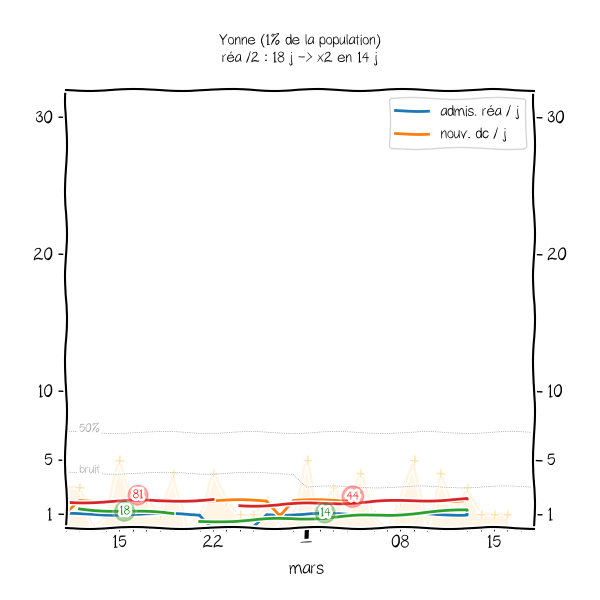 Yonne (1% de la population)
réa /2 : 18 j -> x2 en 14 j
admis. réa / j
nouv. dc / j
30 30
20 20
10 10
50%
5 5
bruit
81 44
18 14
1 1
15 22 1 08 15
mars